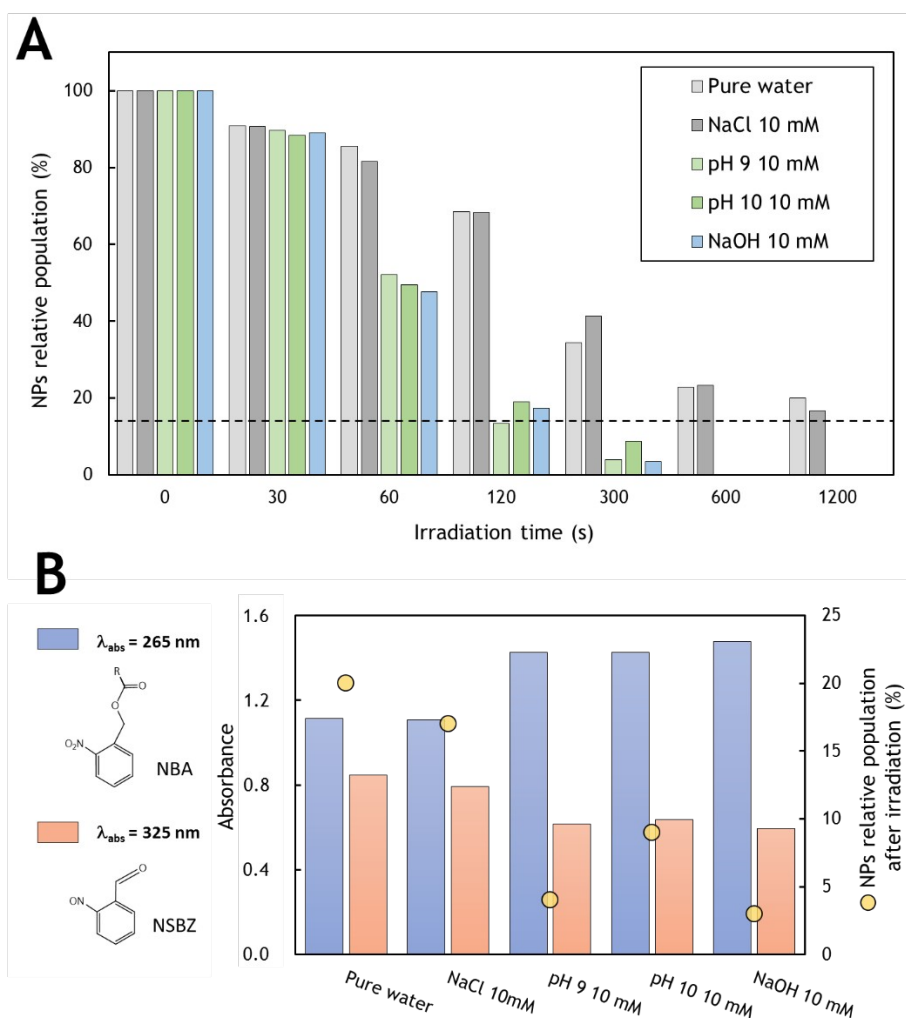 A
NPs relative population (%)
100
80
60
40
20
0
Pure water
NaCl 10 mM
pH 9 10 mM
pH 10 10 mM
NaOH 10 mM
0 30 60 120 300 600 1200
Irradiation time (s)
B
λabs = 265 nm
R
O
O
O₂N
NBA
λabs = 325 nm
O
ON
NSBZ
Absorbance
1.6
1.2
0.8
0.4
0.0
25
20
15
10
5
0
NPs relative population
after irradiation (%)
Pure water
NaCl 10mM
pH 9 10 mM
pH 10 10 mM
NaOH 10 mM